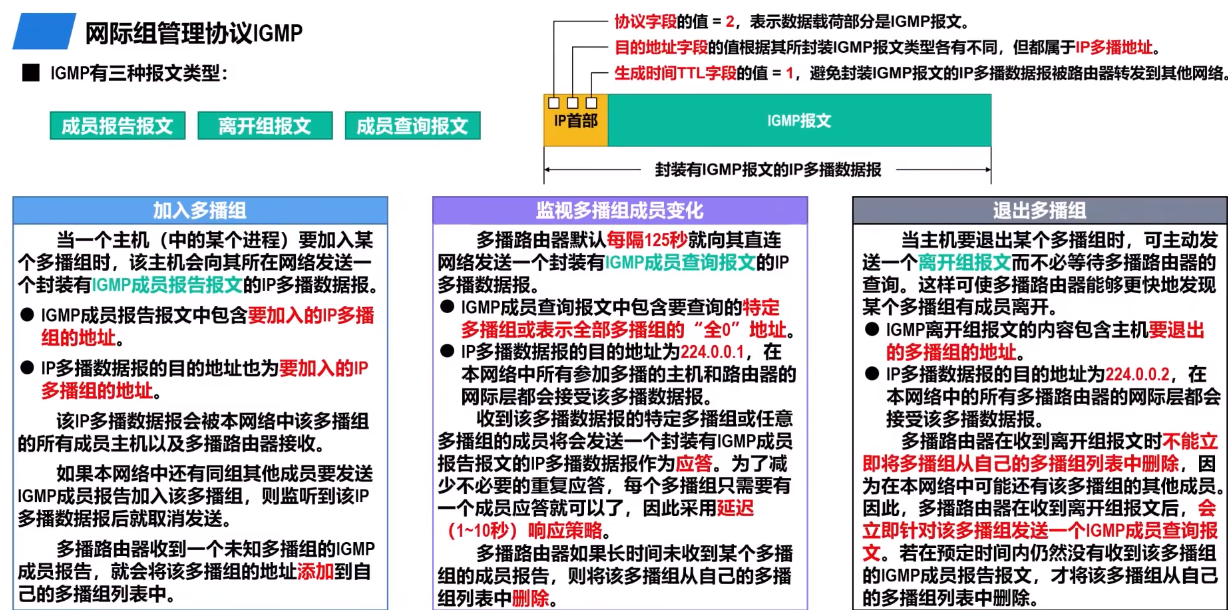 网际组管理协议IGMP
IGMP有三种报文类型：
成员报告报文
离开组报文
成员查询报文
协议字段的值 = 2，表示数据载荷部分是IGMP报文。
目的地址字段的值根据其所封装IGMP报文类型各有不同，但都属于IP多播地址。
生成时间TTL字段的值 = 1，避免封装IGMP报文的IP多播数据报被路由器转发到其他网络。
IP首部
IGMP报文
封装有IGMP报文的IP多播数据报
加入多播组
当一个主机（中的某个进程）要加入某
个多播组时，该主机会向其所在网络发送一
个封装有IGMP成员报告报文的IP多播数据报。
IGMP成员报告报文中包含要加入的IP多播
组的地址。
IP多播数据报的目的地址也为要加入的IP
多播组的地址。
该IP多播数据报会被本网络中该多播组
的所有成员主机以及多播路由器接收。
如果本网络中还有同组其他成员要发送
IGMP成员报告加入该多播组，则监听到该IP
多播数据报后就取消发送。
多播路由器收到一个未知多播组的IGMP
成员报告，就会将该多播组的地址添加到自
己的多播组列表中。
监视多播组成员变化
多播路由器默认每隔125秒就向其直连
网络发送一个封装有IGMP成员查询报文的IP
多播数据报。
IGMP成员查询报文中包含要查询的特定
多播组或表示全部多播组的“全0”地址。
IP多播数据报的目的地址为224.0.0.1，在
本网络中所有参加多播的主机和路由器的
网际层都会接受该多播数据报。
收到该多播数据报的特定多播组或任意
多播组的成员将会发送一个封装有IGMP成员
报告报文的IP多播数据报作为应答。为了减
少不必要的重复应答，每个多播组只需要有
一个成员应答就可以了，因此采用延迟
（1~10秒）响应策略。
多播路由器如果长时间未收到某个多播
组的成员报告，则将该多播组从自己的多播
组列表中删除。
退出多播组
当主机要退出某个多播组时，可主动发
送一个离开组报文而不必等待多播路由器的
查询。这样可使多播路由器能够更快地发现
某个多播组有成员离开。
IGMP离开组报文的内容包含主机要退出
的多播组的地址。
IP多播数据报的目的地址为224.0.0.2，在
本网络中的所有多播路由器的网际层都会
接受该多播数据报。
多播路由器在收到离开组报文时不能立
即将多播组从自己的多播组列表中删除，因
为在本网络中可能还有该多播组的其他成员。
因此，多播路由器在收到离开组报文后，会
立即针对该多播组发送一个IGMP成员查询报
文。若在预定时间内仍然没有收到该多播组
的IGMP成员报告报文，才将该多播组从自己
的多播组列表中删除。